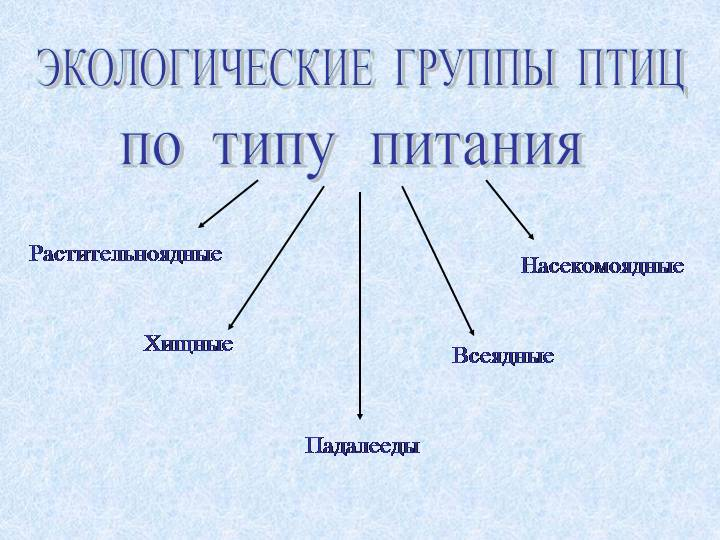 ЭКОЛОГИЧЕСКИЕ ГРУППЫ ПТИЦ
по типу питания
Растительноядные
Насекомоядные
Хищные
Всеядные
Падалееды